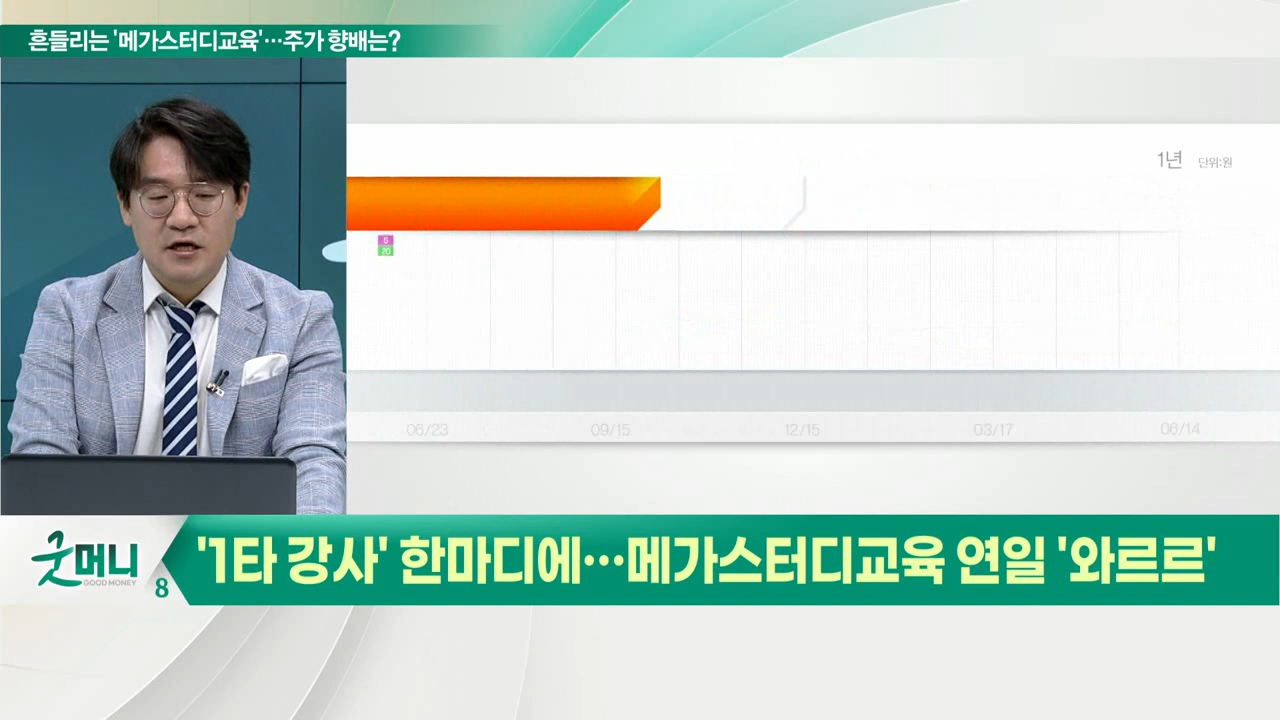 흔들리는 '메가스터디교육'…주가 향배는?
1년 단위:원
5
20
06/23 09/15 12/15 03/17 06/14
굿머니
GOOD MONEY
8
'1타 강사' 한마디에…메가스터디교육 연일 '와르르'